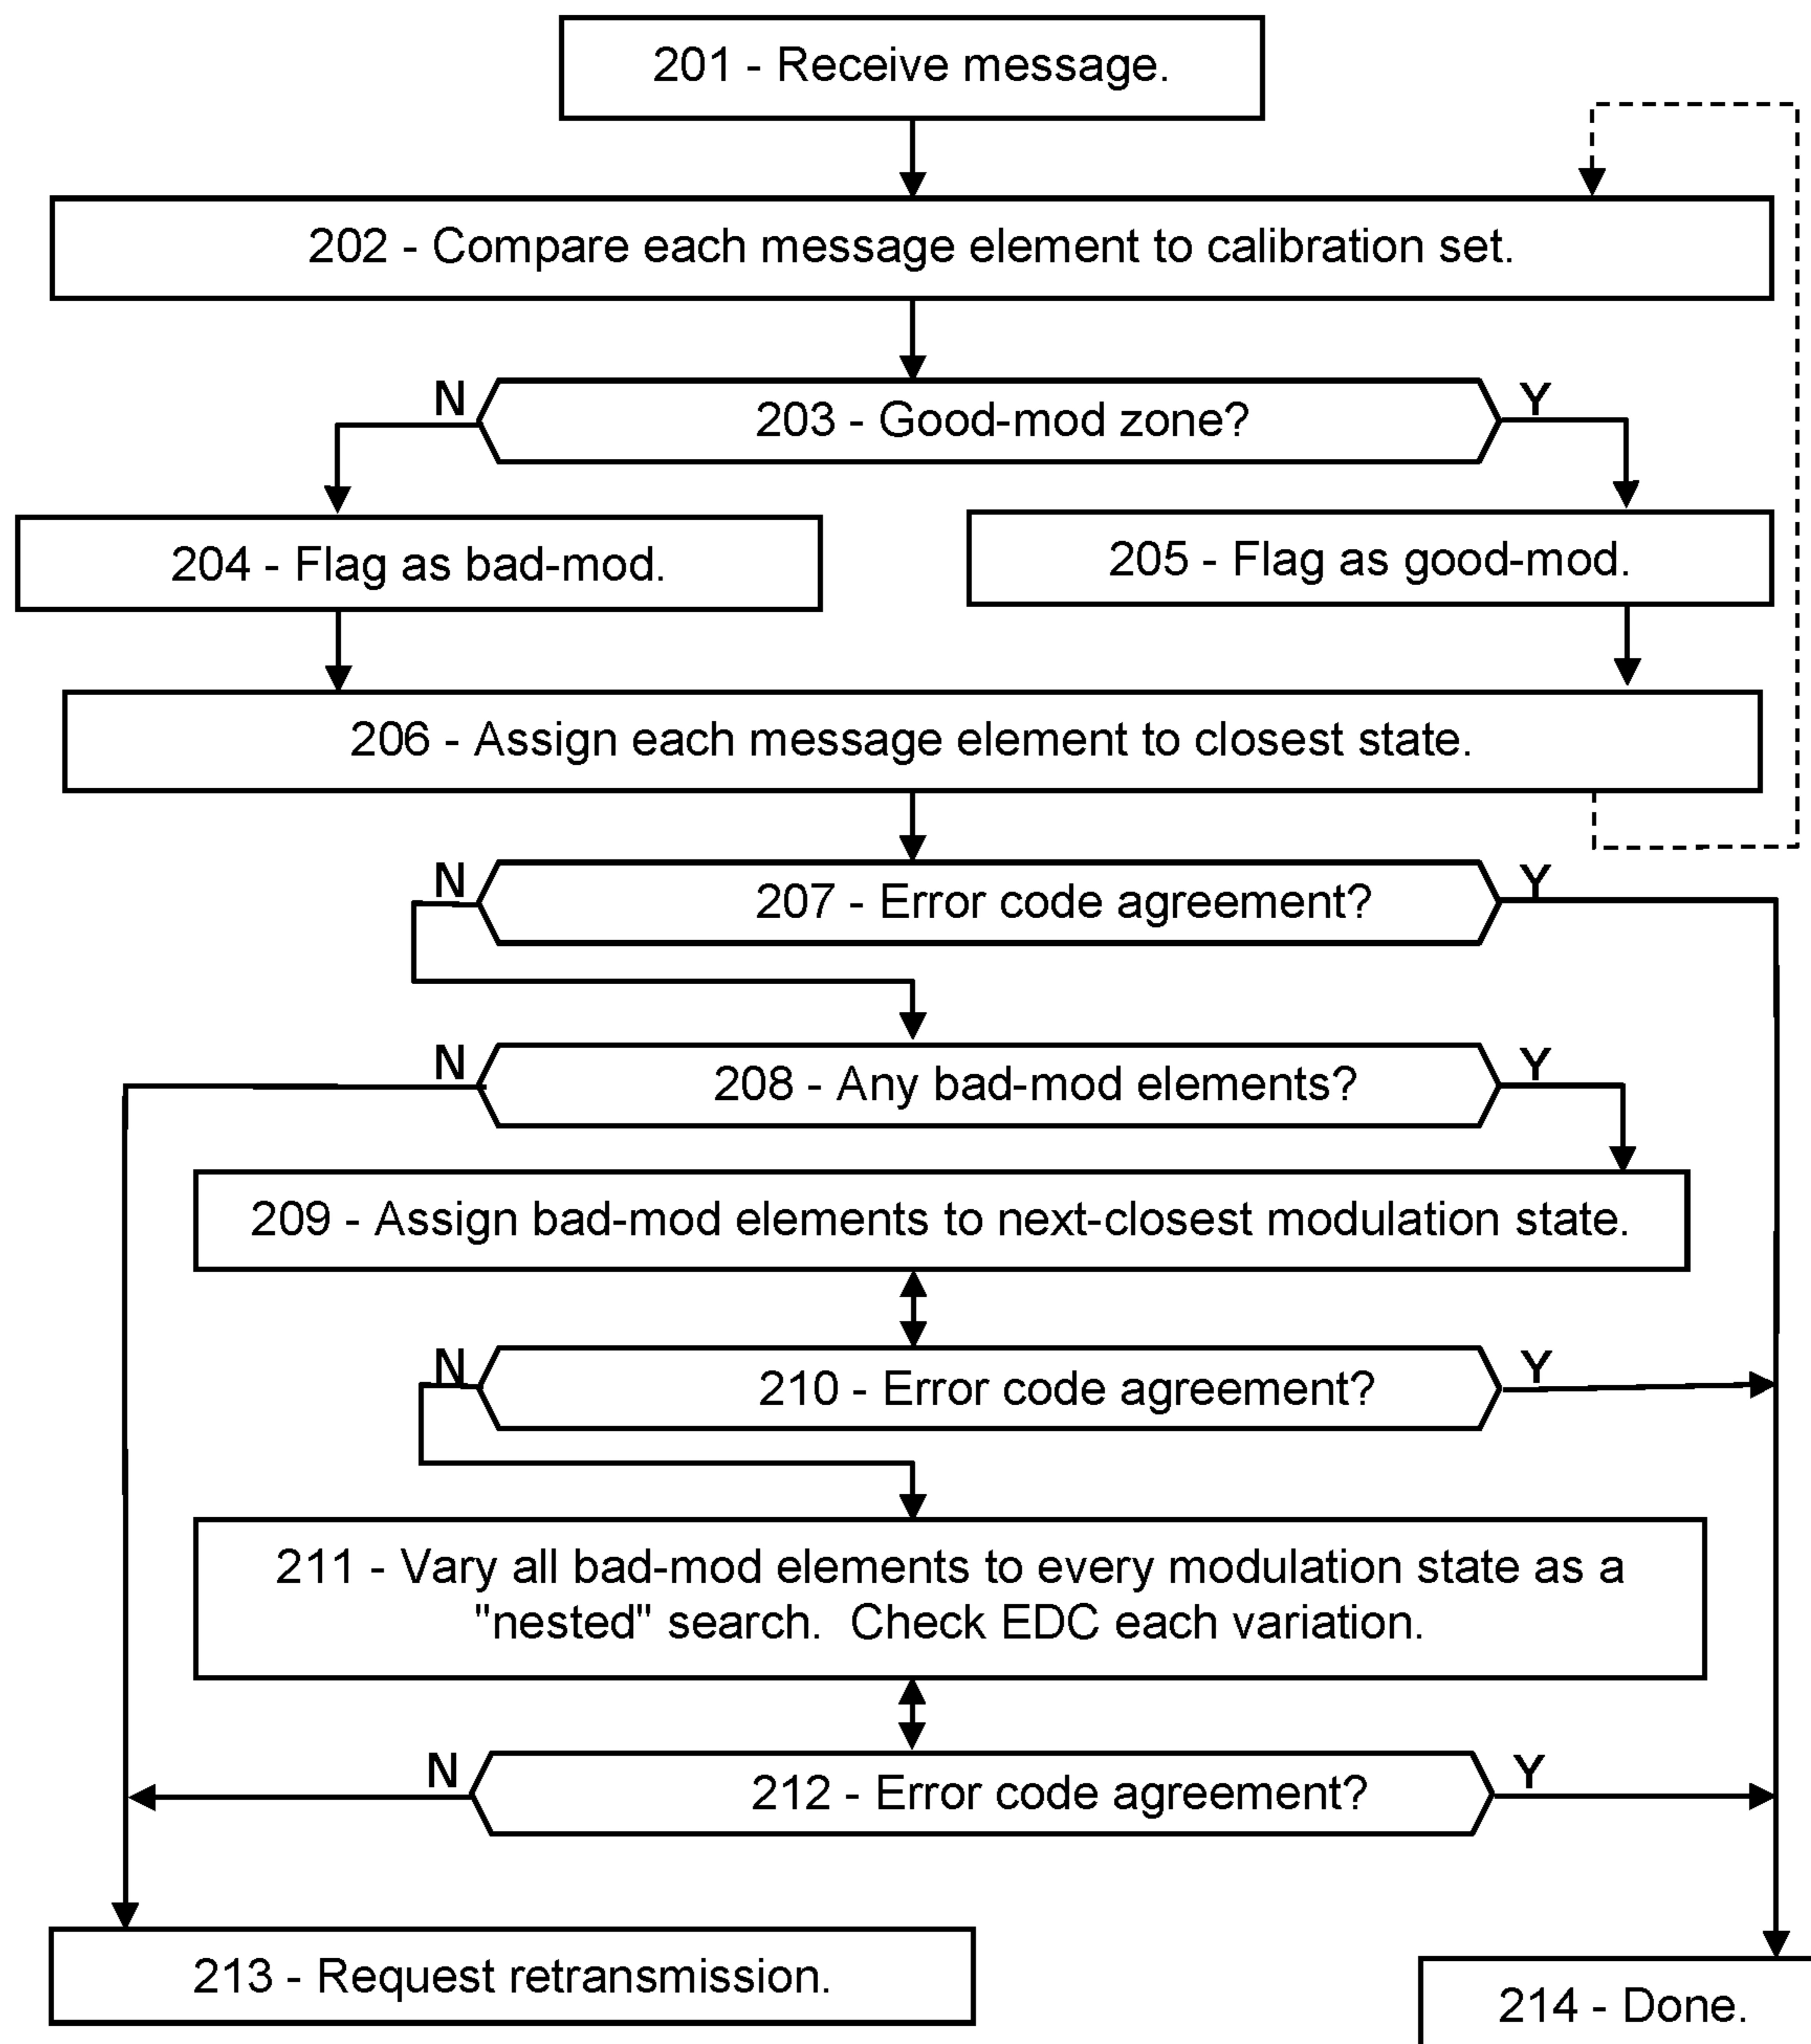 201 - Receive message.
202 - Compare each message element to calibration set.
N
203 - Good-mod zone?
Y
204 - Flag as bad-mod.
205 - Flag as good-mod.
206 - Assign each message element to closest state.
N
207 - Error code agreement?
Y
N
208 - Any bad-mod elements?
Y
209 - Assign bad-mod elements to next-closest modulation state.
N
210 - Error code agreement?
Y
211 - Vary all bad-mod elements to every modulation state as a
"nested" search.  Check EDC each variation.
N
212 - Error code agreement?
Y
213 - Request retransmission.
214 - Done.